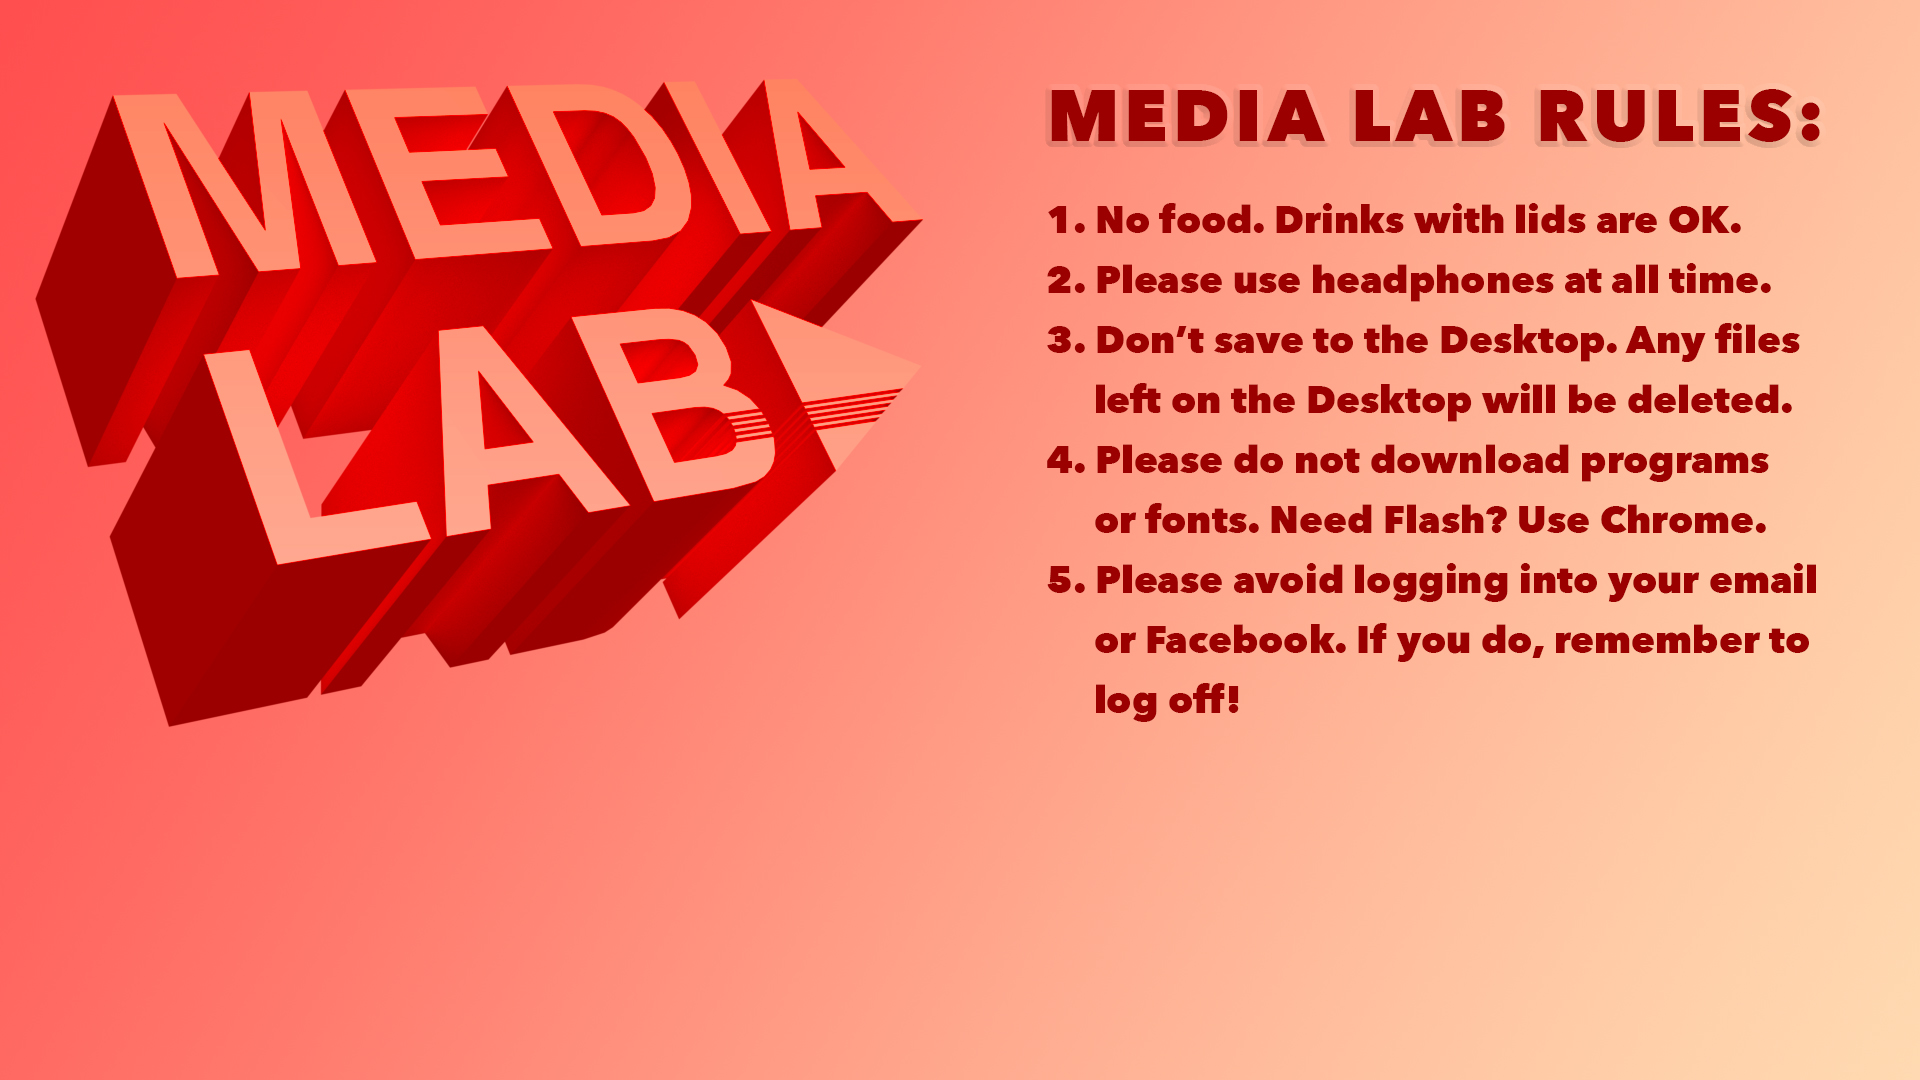 MEDIA
LAB
MEDIA LAB RULES:
1. No food. Drinks with lids are OK.
2. Please use headphones at all time.
3. Don’t save to the Desktop. Any files
left on the Desktop will be deleted.
4. Please do not download programs
or fonts. Need Flash? Use Chrome.
5. Please avoid logging into your email
or Facebook. If you do, remember to
log off!